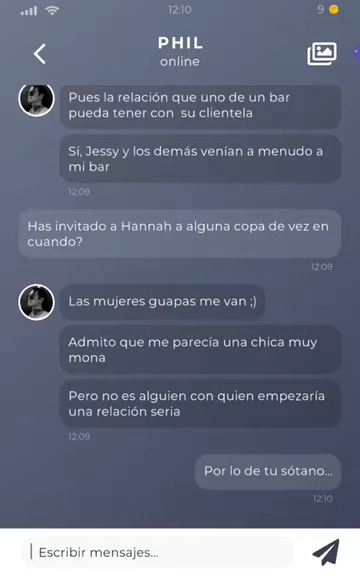 12:10
9
PHIL
online
Pues la relación que uno de un bar
pueda tener con su clientela
Sí, Jessy y los demás venían a menudo a
mi bar
12:09
Has invitado a Hannah a alguna copa de vez en
cuando?
12:09
Las mujeres guapas me van ;)
Admito que me parecía una chica muy
mona
Pero no es alguien con quien empezaría
una relación seria
12:09
Por lo de tu sótano...
12:10
Escribir mensajes...